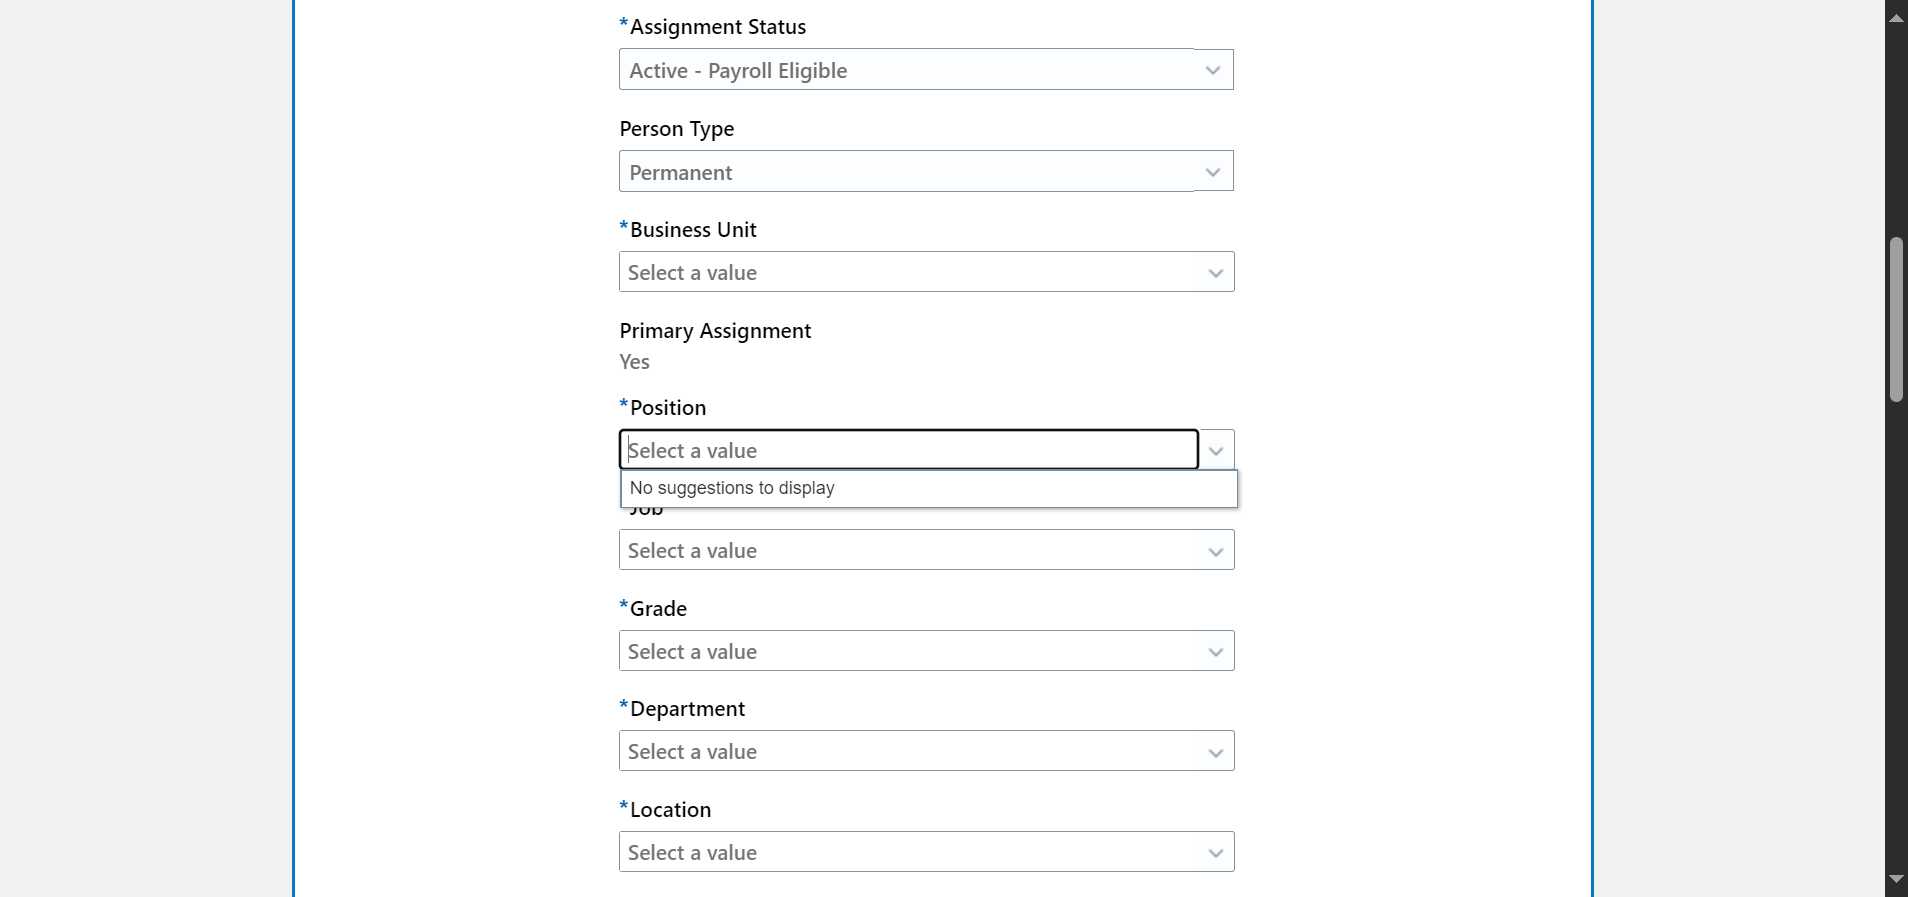 *Assignment Status
Active - Payroll Eligible
Person Type
Permanent
*Business Unit
Select a value
Primary Assignment
Yes
*Position
Select a value
No suggestions to display
Job
Select a value
*Grade
Select a value
*Department
Select a value
*Location
Select a value